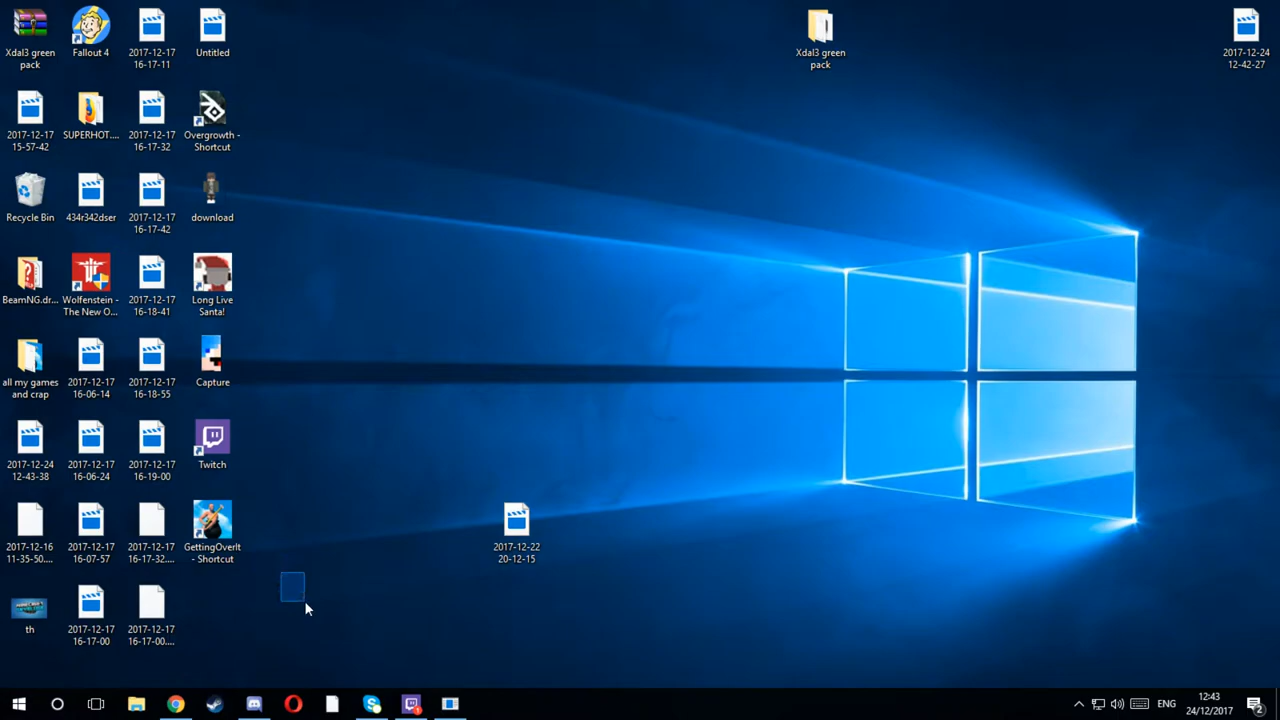 Xdal3 green
pack
Fallout 4
2017-12-17
16-17-11
Untitled
Xdal3 green
pack
2017-12-24
12-42-27
2017-12-17
15-57-42
SUPERHOT....
2017-12-17
16-17-32
Overgrowth -
Shortcut
Recycle Bin
434r342dser
2017-12-17
16-17-42
download
BeamNG.dr...
Wolfenstein -
The New O...
2017-12-17
16-18-41
Long Live
Santa!
all my games
and crap
2017-12-17
16-06-14
2017-12-17
16-18-55
Capture
2017-12-24
12-43-38
2017-12-17
16-06-24
2017-12-17
16-19-00
Twitch
2017-12-16
11-35-50....
2017-12-17
16-07-57
2017-12-17
16-17-32....
GettingOverIt
- Shortcut
2017-12-22
20-12-15
th
2017-12-17
16-17-00
2017-12-17
16-17-00....
ENG
12:43
24/12/2017
2